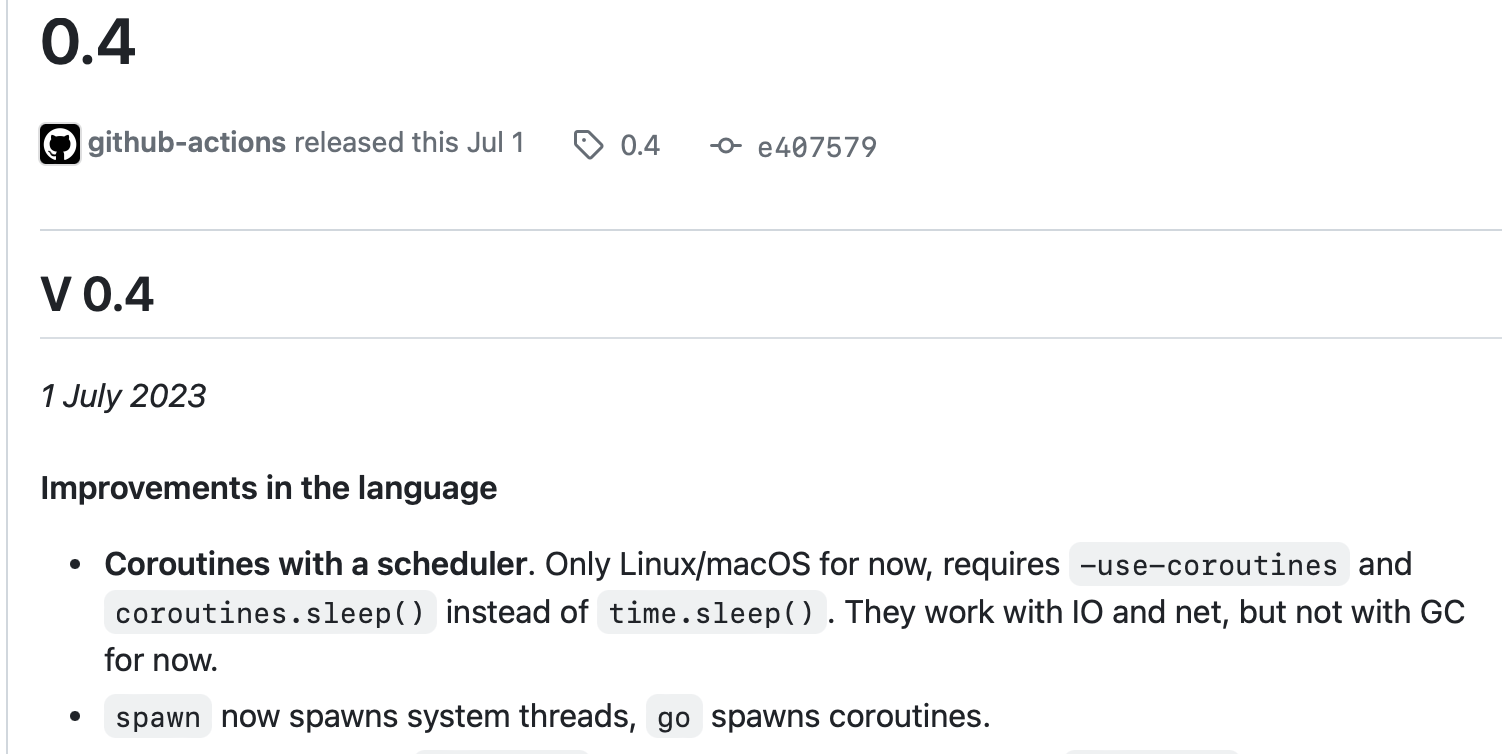 0.4
github-actions released this Jul 1 0.4 e407579
V 0.4
1 July 2023
Improvements in the language
• Coroutines with a scheduler. Only Linux/macOS for now, requires -use-coroutines and
coroutines.sleep() instead of time.sleep(). They work with IO and net, but not with GC
for now.
• spawn now spawns system threads, go spawns coroutines.